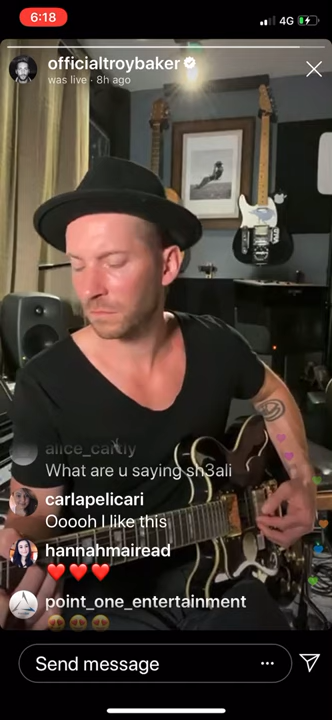 6:18
4G
officialtroybaker
was live · 8h ago
alice_cartly
What are u saying sh3ali
carlapelicari
Ooooh I like this
hannahmairead
❤️❤️❤️
point_one_entertainment
😍😍😍
Send message